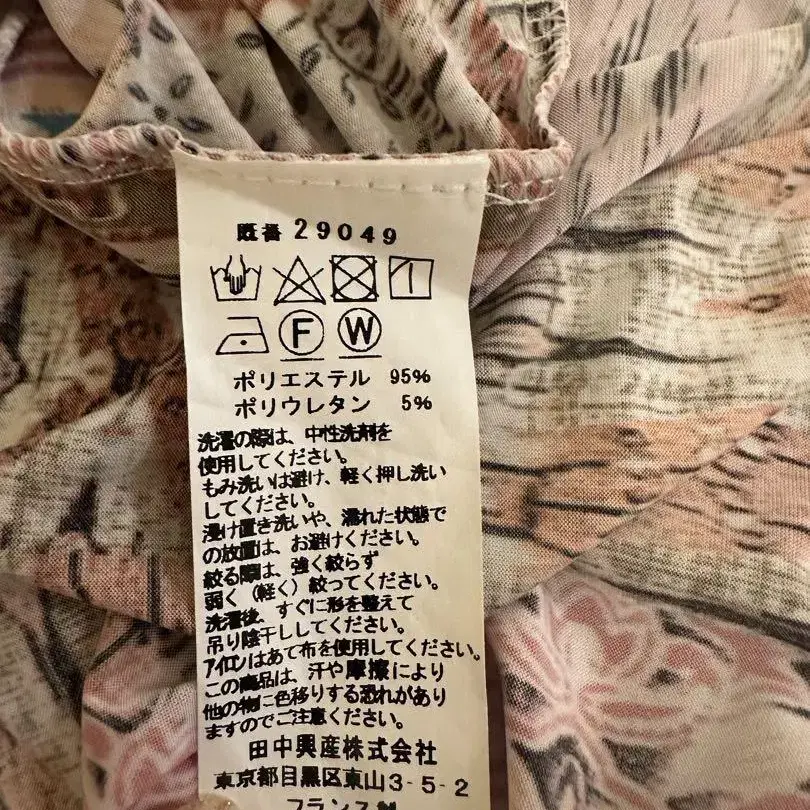 既番 29049
F W
ポリエステル 95%
ポリウレタン 5%
洗濯の際は、中性洗剤を
使用してください。
もみ洗いは避け、軽く押し洗い
してください。
浸け置き洗いや、濡れた状態で
の放置は、お避けください。
絞る際は、強く絞らず
弱く（軽く）絞ってください。
洗濯後、すぐに形を整えて
吊り陰干ししてください。
アイロンはあて布を使用してください。
この商品は、汗や摩擦により
他の物に色移りする恐れがあり
ますのでご注意ください。
田中興産株式会社
東京都目黒区東山3-5-2
フランス製